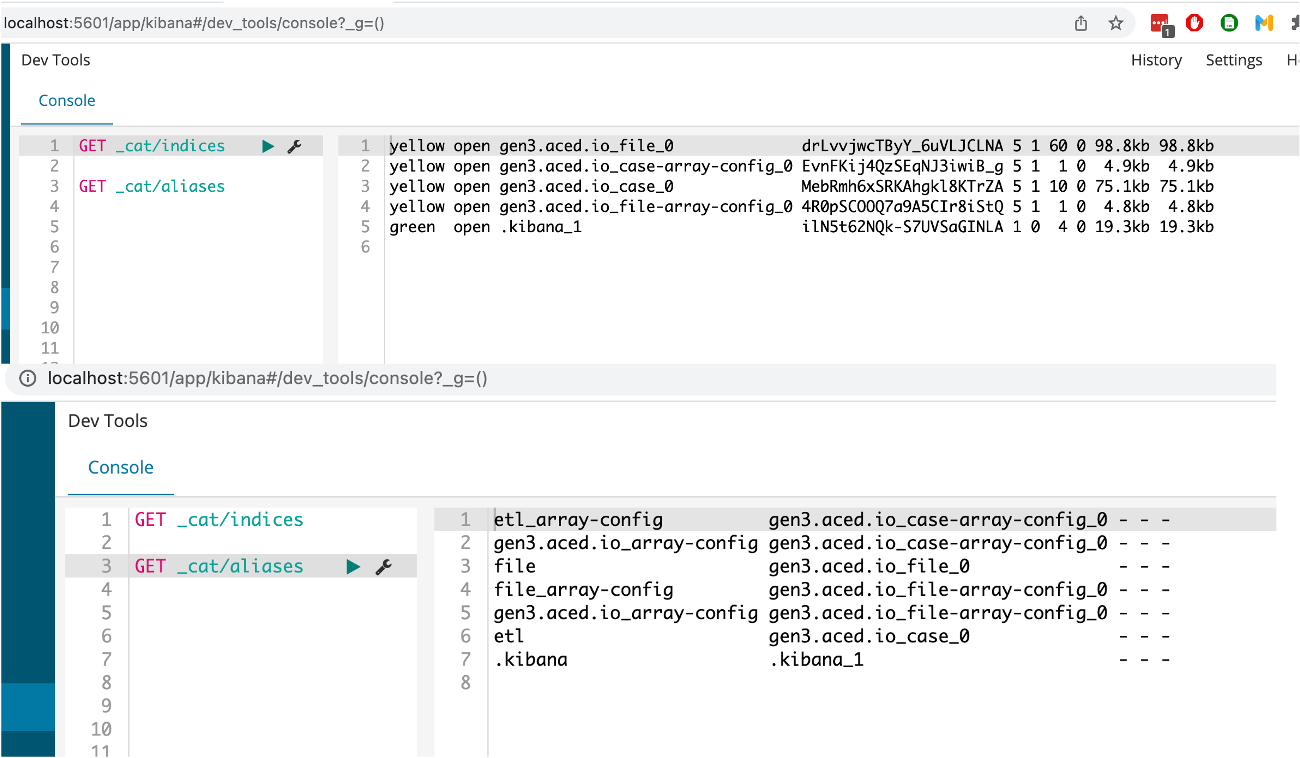 localhost:5601/app/kibana#/dev_tools/console?_g=()
1
Dev Tools
History Settings H
Console
1 GET _cat/indices
2
3 GET _cat/aliases
4
5
6
7
8
9
10
11
1 yellow open gen3.aced.io_file_0 drLvvjwcTByY_6uVLJCLNA 5 1 60 0 98.8kb 98.8kb
2 yellow open gen3.aced.io_case-array-config_0 EvnFKij4QzSEqNJ3iwiB_g 5 1 1 0 4.9kb 4.9kb
3 yellow open gen3.aced.io_case_0 MebRmh6xSRKAhgkl8KTrZA 5 1 10 0 75.1kb 75.1kb
4 yellow open gen3.aced.io_file-array-config_0 4R0pSCOOQ7a9A5CIr8iStQ 5 1 1 0 4.8kb 4.8kb
5 green open .kibana_1 ilN5t62NQk-S7UVSaGINLA 1 0 4 0 19.3kb 19.3kb
6
localhost:5601/app/kibana#/dev_tools/console?_g=()
Dev Tools
Console
1 GET _cat/indices
2
3 GET _cat/aliases
4
5
6
7
8
9
10
11
1 etl_array-config gen3.aced.io_case-array-config_0 - - -
2 gen3.aced.io_array-config gen3.aced.io_case-array-config_0 - - -
3 file gen3.aced.io_file_0 - - -
4 file_array-config gen3.aced.io_file-array-config_0 - - -
5 gen3.aced.io_array-config gen3.aced.io_file-array-config_0 - - -
6 etl gen3.aced.io_case_0 - - -
7 .kibana .kibana_1 - - -
8